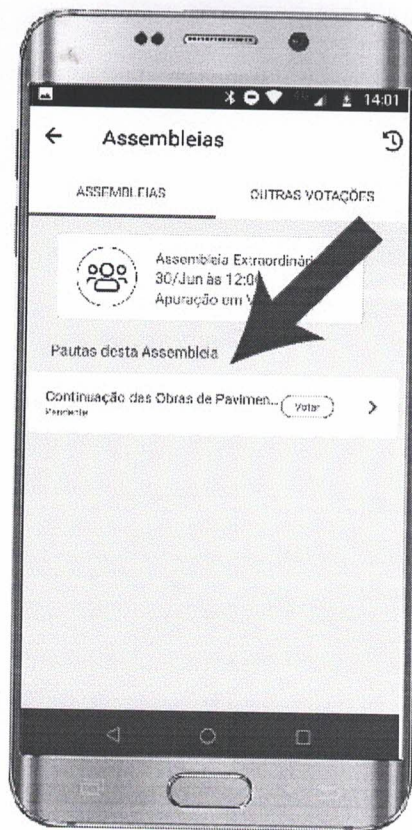 14:01
Assembleias
ASSEMBLEIAS
OUTRAS VOTAÇÕES
Assembleia Extraordinári
30/Jun às 12:0
Apuração em V
Pautas desta Assembleia
Continuação das Obras de Pavimen... Votar
Pendente